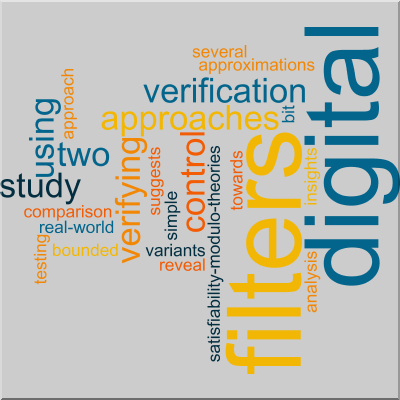 several
approximations
verification
approaches
bit
digital
filters
approach
using
two
study
verifying
suggests
simple
control
satisfiability-modulo-theories
towards
insights
comparison
real-world
bounded
testing
variants
reveal
analysis